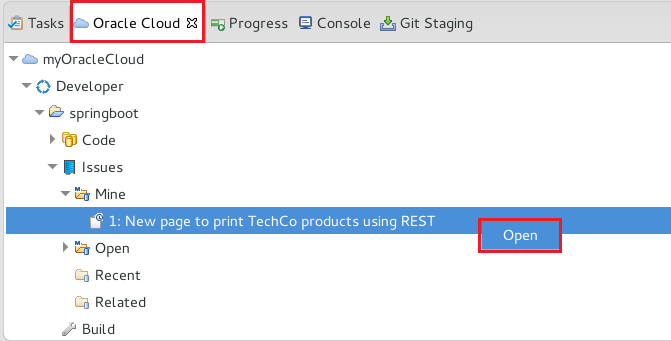 Tasks Oracle Cloud Progress Console Git Staging
myOracleCloud
Developer
springboot
Code
Issues
Mine
1: New page to print TechCo products using REST
Open
Open
Recent
Related
Build